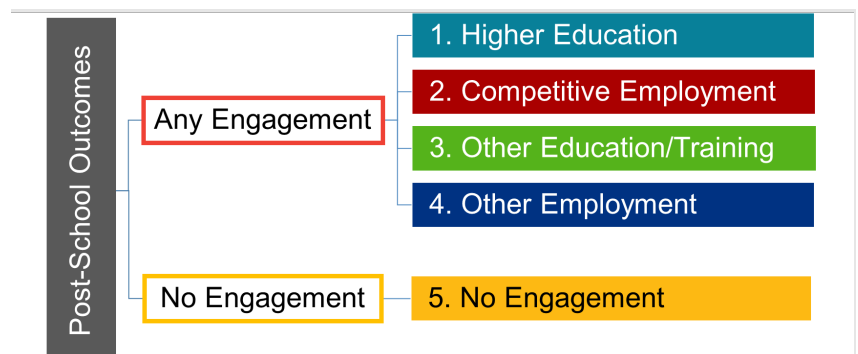 Post-School Outcomes
Any Engagement
1. Higher Education
2. Competitive Employment
3. Other Education/Training
4. Other Employment
No Engagement
5. No Engagement